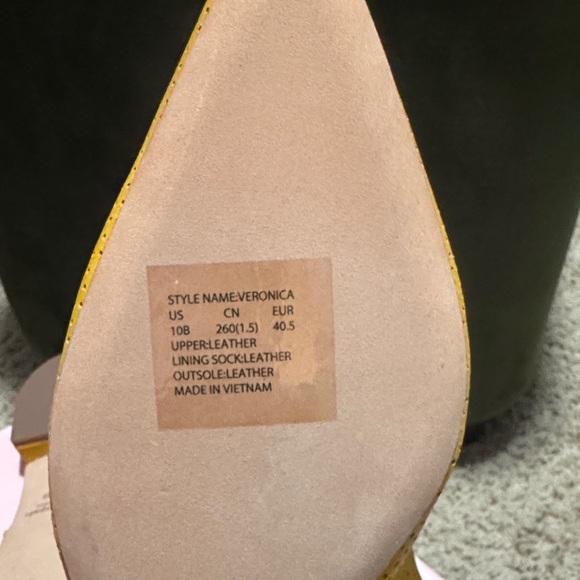 STYLE NAME:VERONICA
US CN EUR
10B 260(1.5) 40.5
UPPER:LEATHER
LINING SOCK:LEATHER
OUTSOLE:LEATHER
MADE IN VIETNAM